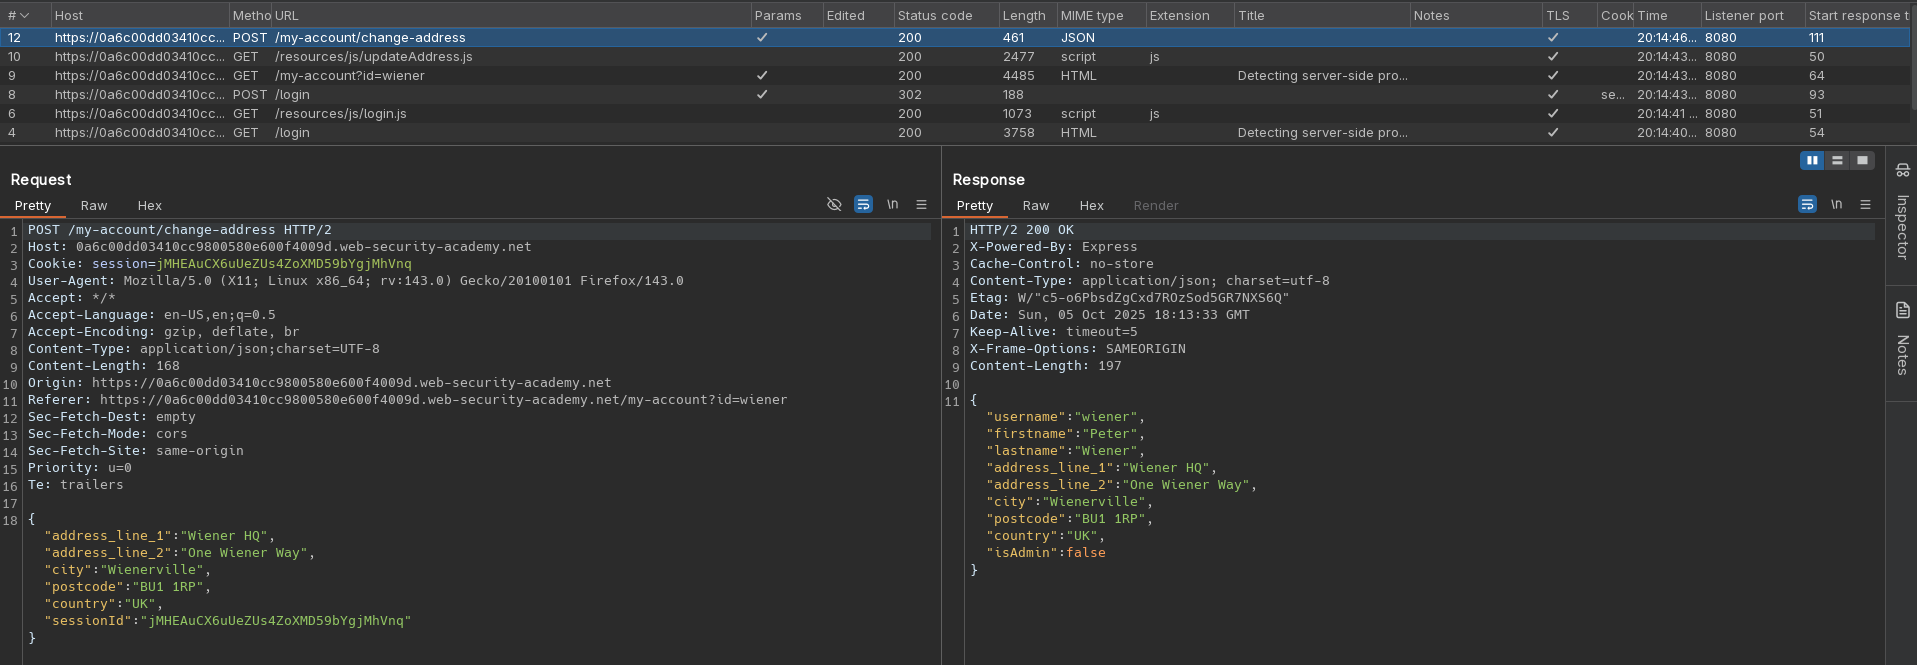 # Host Metho URL Params Edited Status code Length MIME type Extension Title Notes TLS Cook Time Listener port Start response t
12 https://0a6c00dd03410cc... POST /my-account/change-address ✓ 200 461 JSON ✓ 20:14:46... 8080 111
10 https://0a6c00dd03410cc... GET /resources/js/updateAddress.js 200 2477 script js ✓ 20:14:43... 8080 50
9 https://0a6c00dd03410cc... GET /my-account?id=wiener ✓ 200 4485 HTML Detecting server-side pro... ✓ 20:14:43... 8080 64
8 https://0a6c00dd03410cc... POST /login ✓ 302 188 ✓ se... 20:14:43... 8080 93
6 https://0a6c00dd03410cc... GET /resources/js/login.js 200 1073 script js ✓ 20:14:41 ... 8080 51
4 https://0a6c00dd03410cc... GET /login 200 3758 HTML Detecting server-side pro... ✓ 20:14:40... 8080 54
Request
Pretty Raw Hex \n
1 POST /my-account/change-address HTTP/2
2 Host: 0a6c00dd03410cc9800580e600f4009d.web-security-academy.net
3 Cookie: session=jMHEAuCX6uUeZUs4ZoXMD59bYgjMhVnq
4 User-Agent: Mozilla/5.0 (X11; Linux x86_64; rv:143.0) Gecko/20100101 Firefox/143.0
5 Accept: */*
6 Accept-Language: en-US,en;q=0.5
7 Accept-Encoding: gzip, deflate, br
8 Content-Type: application/json;charset=UTF-8
9 Content-Length: 168
10 Origin: https://0a6c00dd03410cc9800580e600f4009d.web-security-academy.net
11 Referer: https://0a6c00dd03410cc9800580e600f4009d.web-security-academy.net/my-account?id=wiener
12 Sec-Fetch-Dest: empty
13 Sec-Fetch-Mode: cors
14 Sec-Fetch-Site: same-origin
15 Priority: u=0
16 Te: trailers
17
18 {
"address_line_1":"Wiener HQ",
"address_line_2":"One Wiener Way",
"city":"Wienerville",
"postcode":"BU1 1RP",
"country":"UK",
"sessionId":"jMHEAuCX6uUeZUs4ZoXMD59bYgjMhVnq"
}
Response
Pretty Raw Hex Render \n
1 HTTP/2 200 OK
2 X-Powered-By: Express
3 Cache-Control: no-store
4 Content-Type: application/json; charset=utf-8
5 Etag: W/"c5-o6PbsdZgCxd7ROzSod5GR7NXS6Q"
6 Date: Sun, 05 Oct 2025 18:13:33 GMT
7 Keep-Alive: timeout=5
8 X-Frame-Options: SAMEORIGIN
9 Content-Length: 197
10
11 {
"username":"wiener",
"firstname":"Peter",
"lastname":"Wiener",
"address_line_1":"Wiener HQ",
"address_line_2":"One Wiener Way",
"city":"Wienerville",
"postcode":"BU1 1RP",
"country":"UK",
"isAdmin":false
}
Inspector
Notes